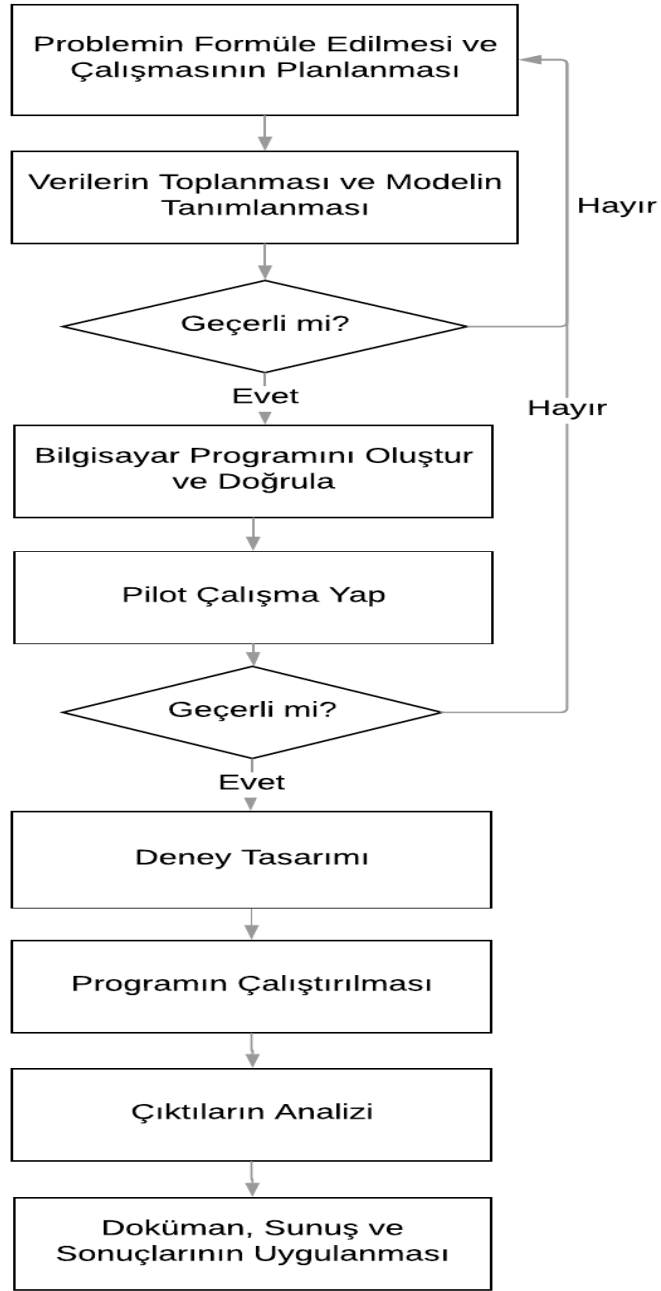 Problemin Formüle Edilmesi ve
Çalışmasının Planlanması
Verilerin Toplanması ve Modelin
Tanımlanması
Hayır
Geçerli mi?
Evet
Hayır
Bilgisayar Programını Oluştur
ve Doğrula
Pilot Çalışma Yap
Geçerli mi?
Evet
Deney Tasarımı
Programın Çalıştırılması
Çıktıların Analizi
Doküman, Sunuş ve
Sonuçlarının Uygulanması